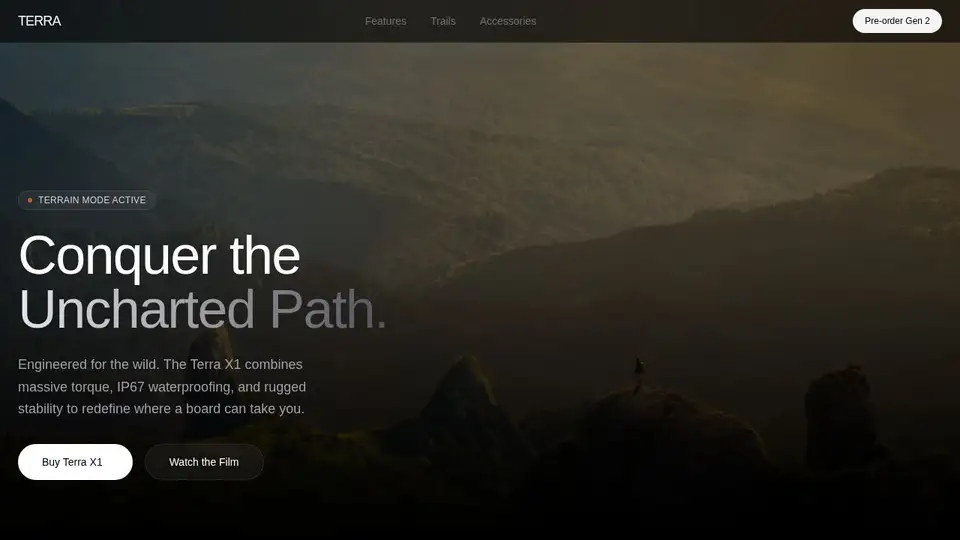 TERRA
Features
Trails
Accessories
Pre-order Gen 2
TERRAIN MODE ACTIVE
Conquer the
Uncharted Path.
Engineered for the wild. The Terra X1 combines
massive torque, IP67 waterproofing, and rugged
stability to redefine where a board can take you.
Buy Terra X1
Watch the Film